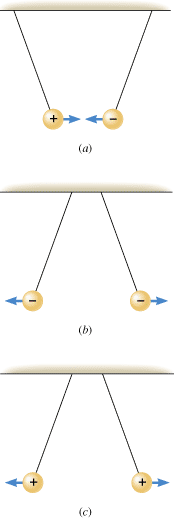 + −
(a)
− −
(b)
+ +
(c)